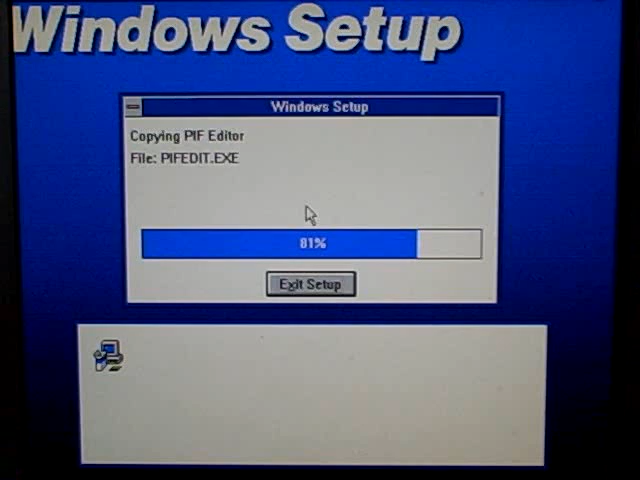 Windows Setup
Windows Setup
Copying PIF Editor
File: PIFEDIT.EXE
81%
Exit Setup